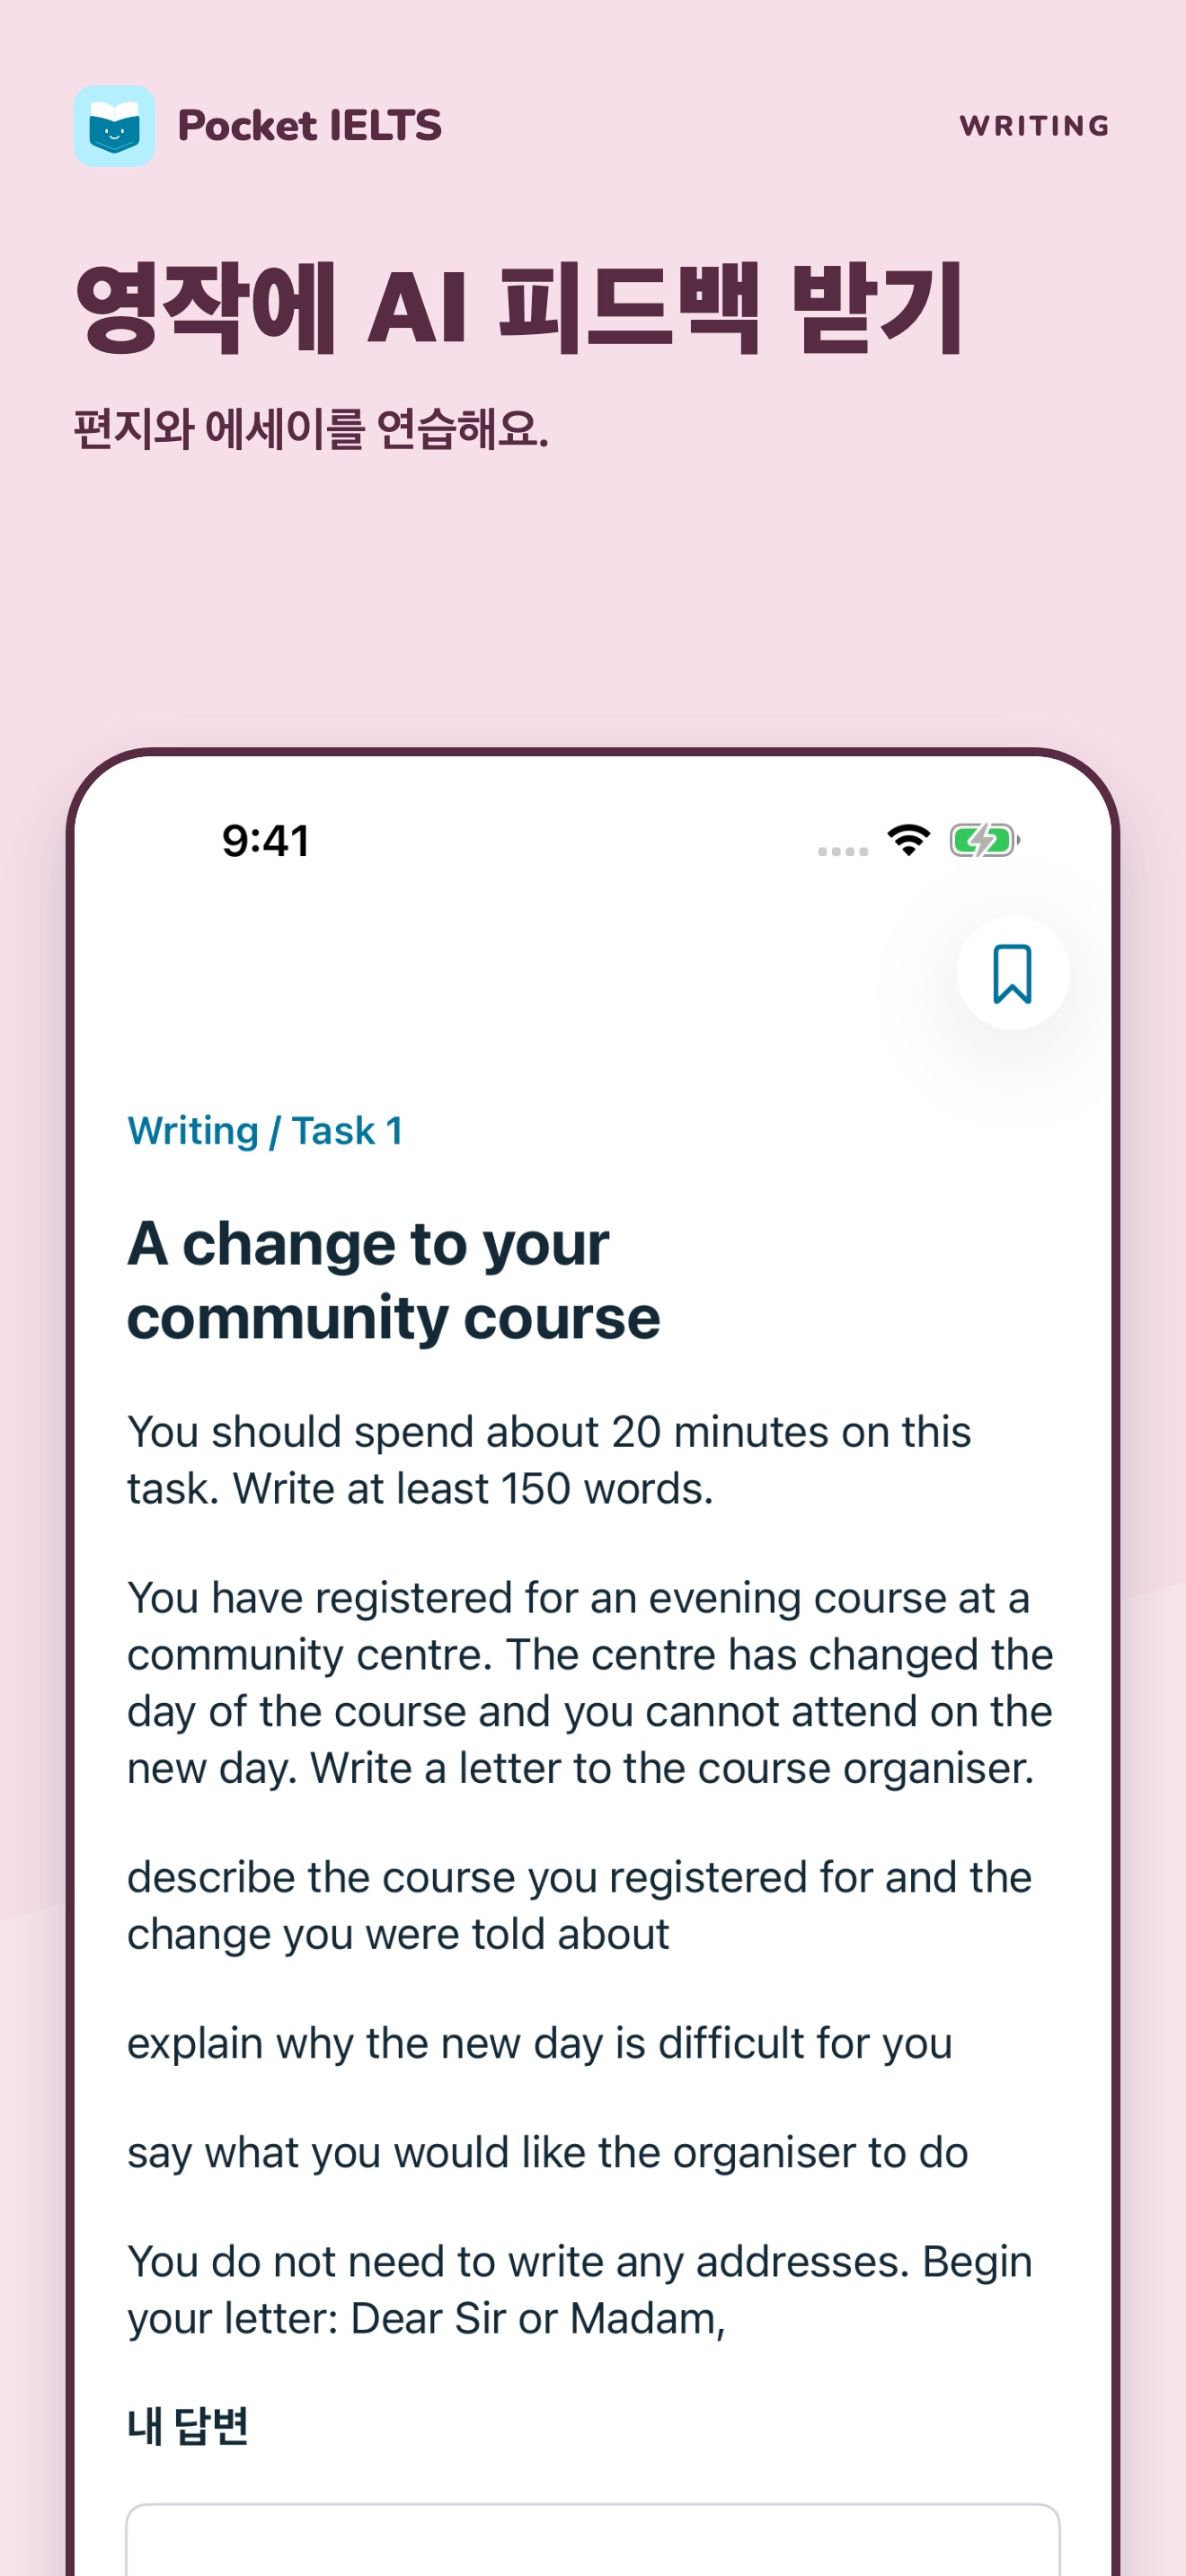 Pocket IELTS
WRITING
영작에 AI 피드백 받기
편지와 에세이를 연습해요.
9:41
Writing / Task 1
A change to your
community course
You should spend about 20 minutes on this
task. Write at least 150 words.
You have registered for an evening course at a
community centre. The centre has changed the
day of the course and you cannot attend on the
new day. Write a letter to the course organiser.
describe the course you registered for and the
change you were told about
explain why the new day is difficult for you
say what you would like the organiser to do
You do not need to write any addresses. Begin
your letter: Dear Sir or Madam,
내 답변